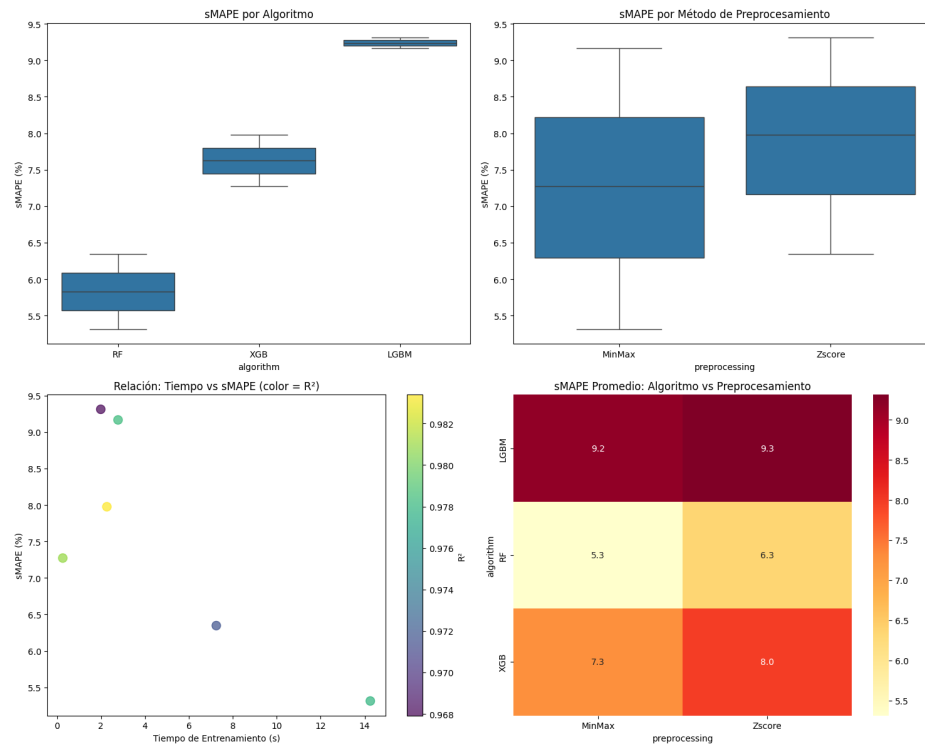 sMAPE por Algoritmo
9.5
9.0
8.5
8.0
7.5
7.0
6.5
6.0
5.5
sMAPE (%)
RF XGB LGBM
algorithm
sMAPE por Método de Preprocesamiento
9.5
9.0
8.5
8.0
7.5
7.0
6.5
6.0
5.5
sMAPE (%)
MinMax Zscore
preprocessing
Relación: Tiempo vs sMAPE (color = R²)
9.5
9.0
8.5
8.0
7.5
7.0
6.5
6.0
5.5
sMAPE (%)
0 2 4 6 8 10 12 14
Tiempo de Entrenamiento (s)
0.982
0.980
0.978
0.976
0.974
0.972
0.970
0.968
R²
sMAPE Promedio: Algoritmo vs Preprocesamiento
LGBM
RF
XGB
algorithm
9.2 9.3
5.3 6.3
7.3 8.0
MinMax Zscore
preprocessing
9.0
8.5
8.0
7.5
7.0
6.5
6.0
5.5